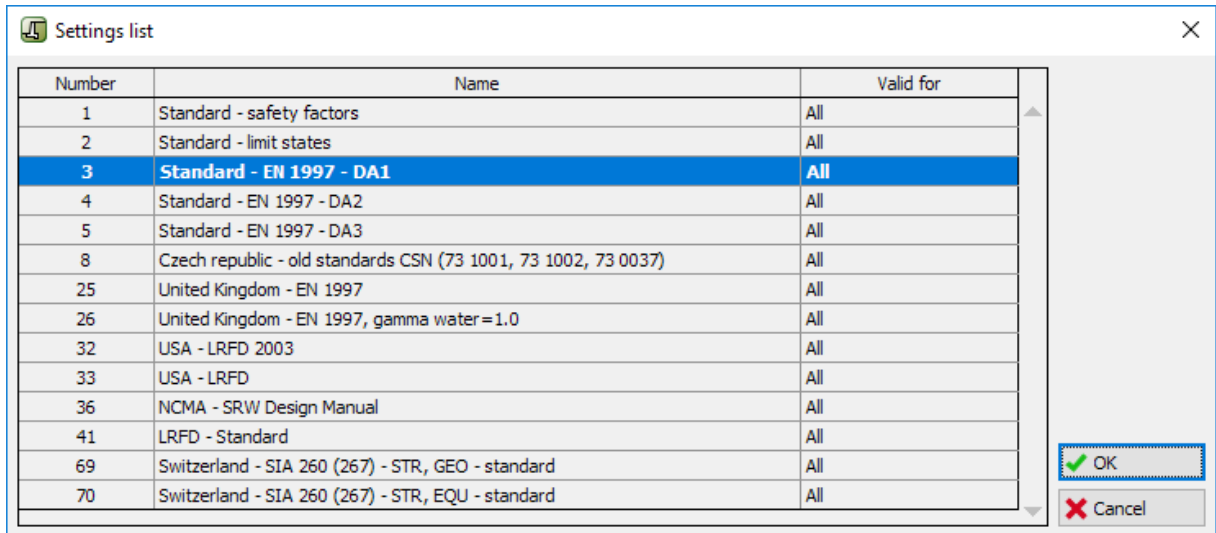 Settings list
Number Name Valid for
1 Standard - safety factors All
2 Standard - limit states All
3 Standard - EN 1997 - DA1 All
4 Standard - EN 1997 - DA2 All
5 Standard - EN 1997 - DA3 All
8 Czech republic - old standards CSN (73 1001, 73 1002, 73 0037) All
25 United Kingdom - EN 1997 All
26 United Kingdom - EN 1997, gamma water=1.0 All
32 USA - LRFD 2003 All
33 USA - LRFD All
36 NCMA - SRW Design Manual All
41 LRFD - Standard All
69 Switzerland - SIA 260 (267) - STR, GEO - standard All
70 Switzerland - SIA 260 (267) - STR, EQU - standard All
OK
Cancel